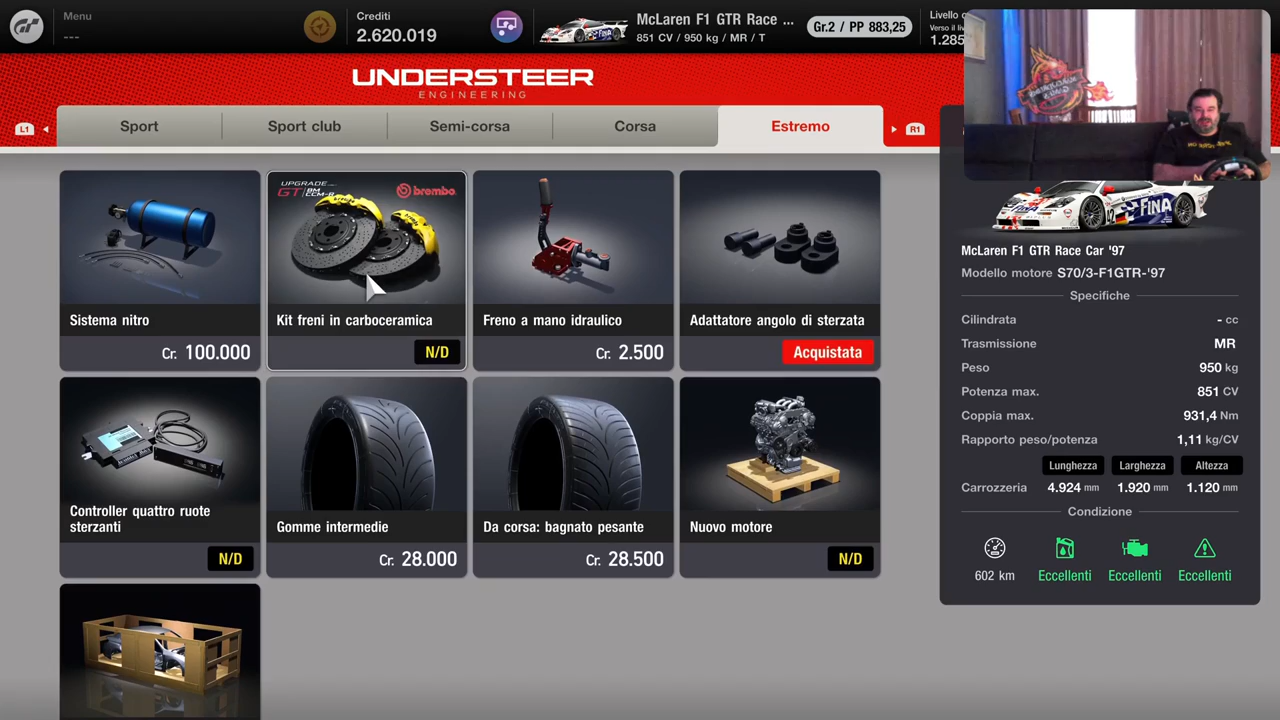 Menu
---
Crediti
2.620.019
McLaren F1 GTR Race ...
851 CV / 950 kg / MR / T
Gr.2 / PP 883,25
Livello
Verso il
1.285
UNDERSTEER
ENGINEERING
L1
Sport
Sport club
Semi-corsa
Corsa
Estremo
R1
UPGRADE
GT | BM
CCM-R
brembo
Sistema nitro
Cr. 100.000
Kit freni in carboceramica
N/D
Freno a mano idraulico
Cr. 2.500
Adattatore angolo di sterzata
Acquistata
Controller quattro ruote
sterzanti
N/D
Gomme intermedie
Cr. 28.000
Da corsa: bagnato pesante
Cr. 28.500
Nuovo motore
N/D
FINA
McLaren F1 GTR Race Car '97
Modello motore S70/3-F1GTR-'97
Specifiche
Cilindrata - cc
Trasmissione MR
Peso 950 kg
Potenza max. 851 CV
Coppia max. 931,4 Nm
Rapporto peso/potenza 1,11 kg/CV
Lunghezza Larghezza Altezza
Carrozzeria 4.924 mm 1.920 mm 1.120 mm
Condizione
602 km Eccellenti Eccellenti Eccellenti